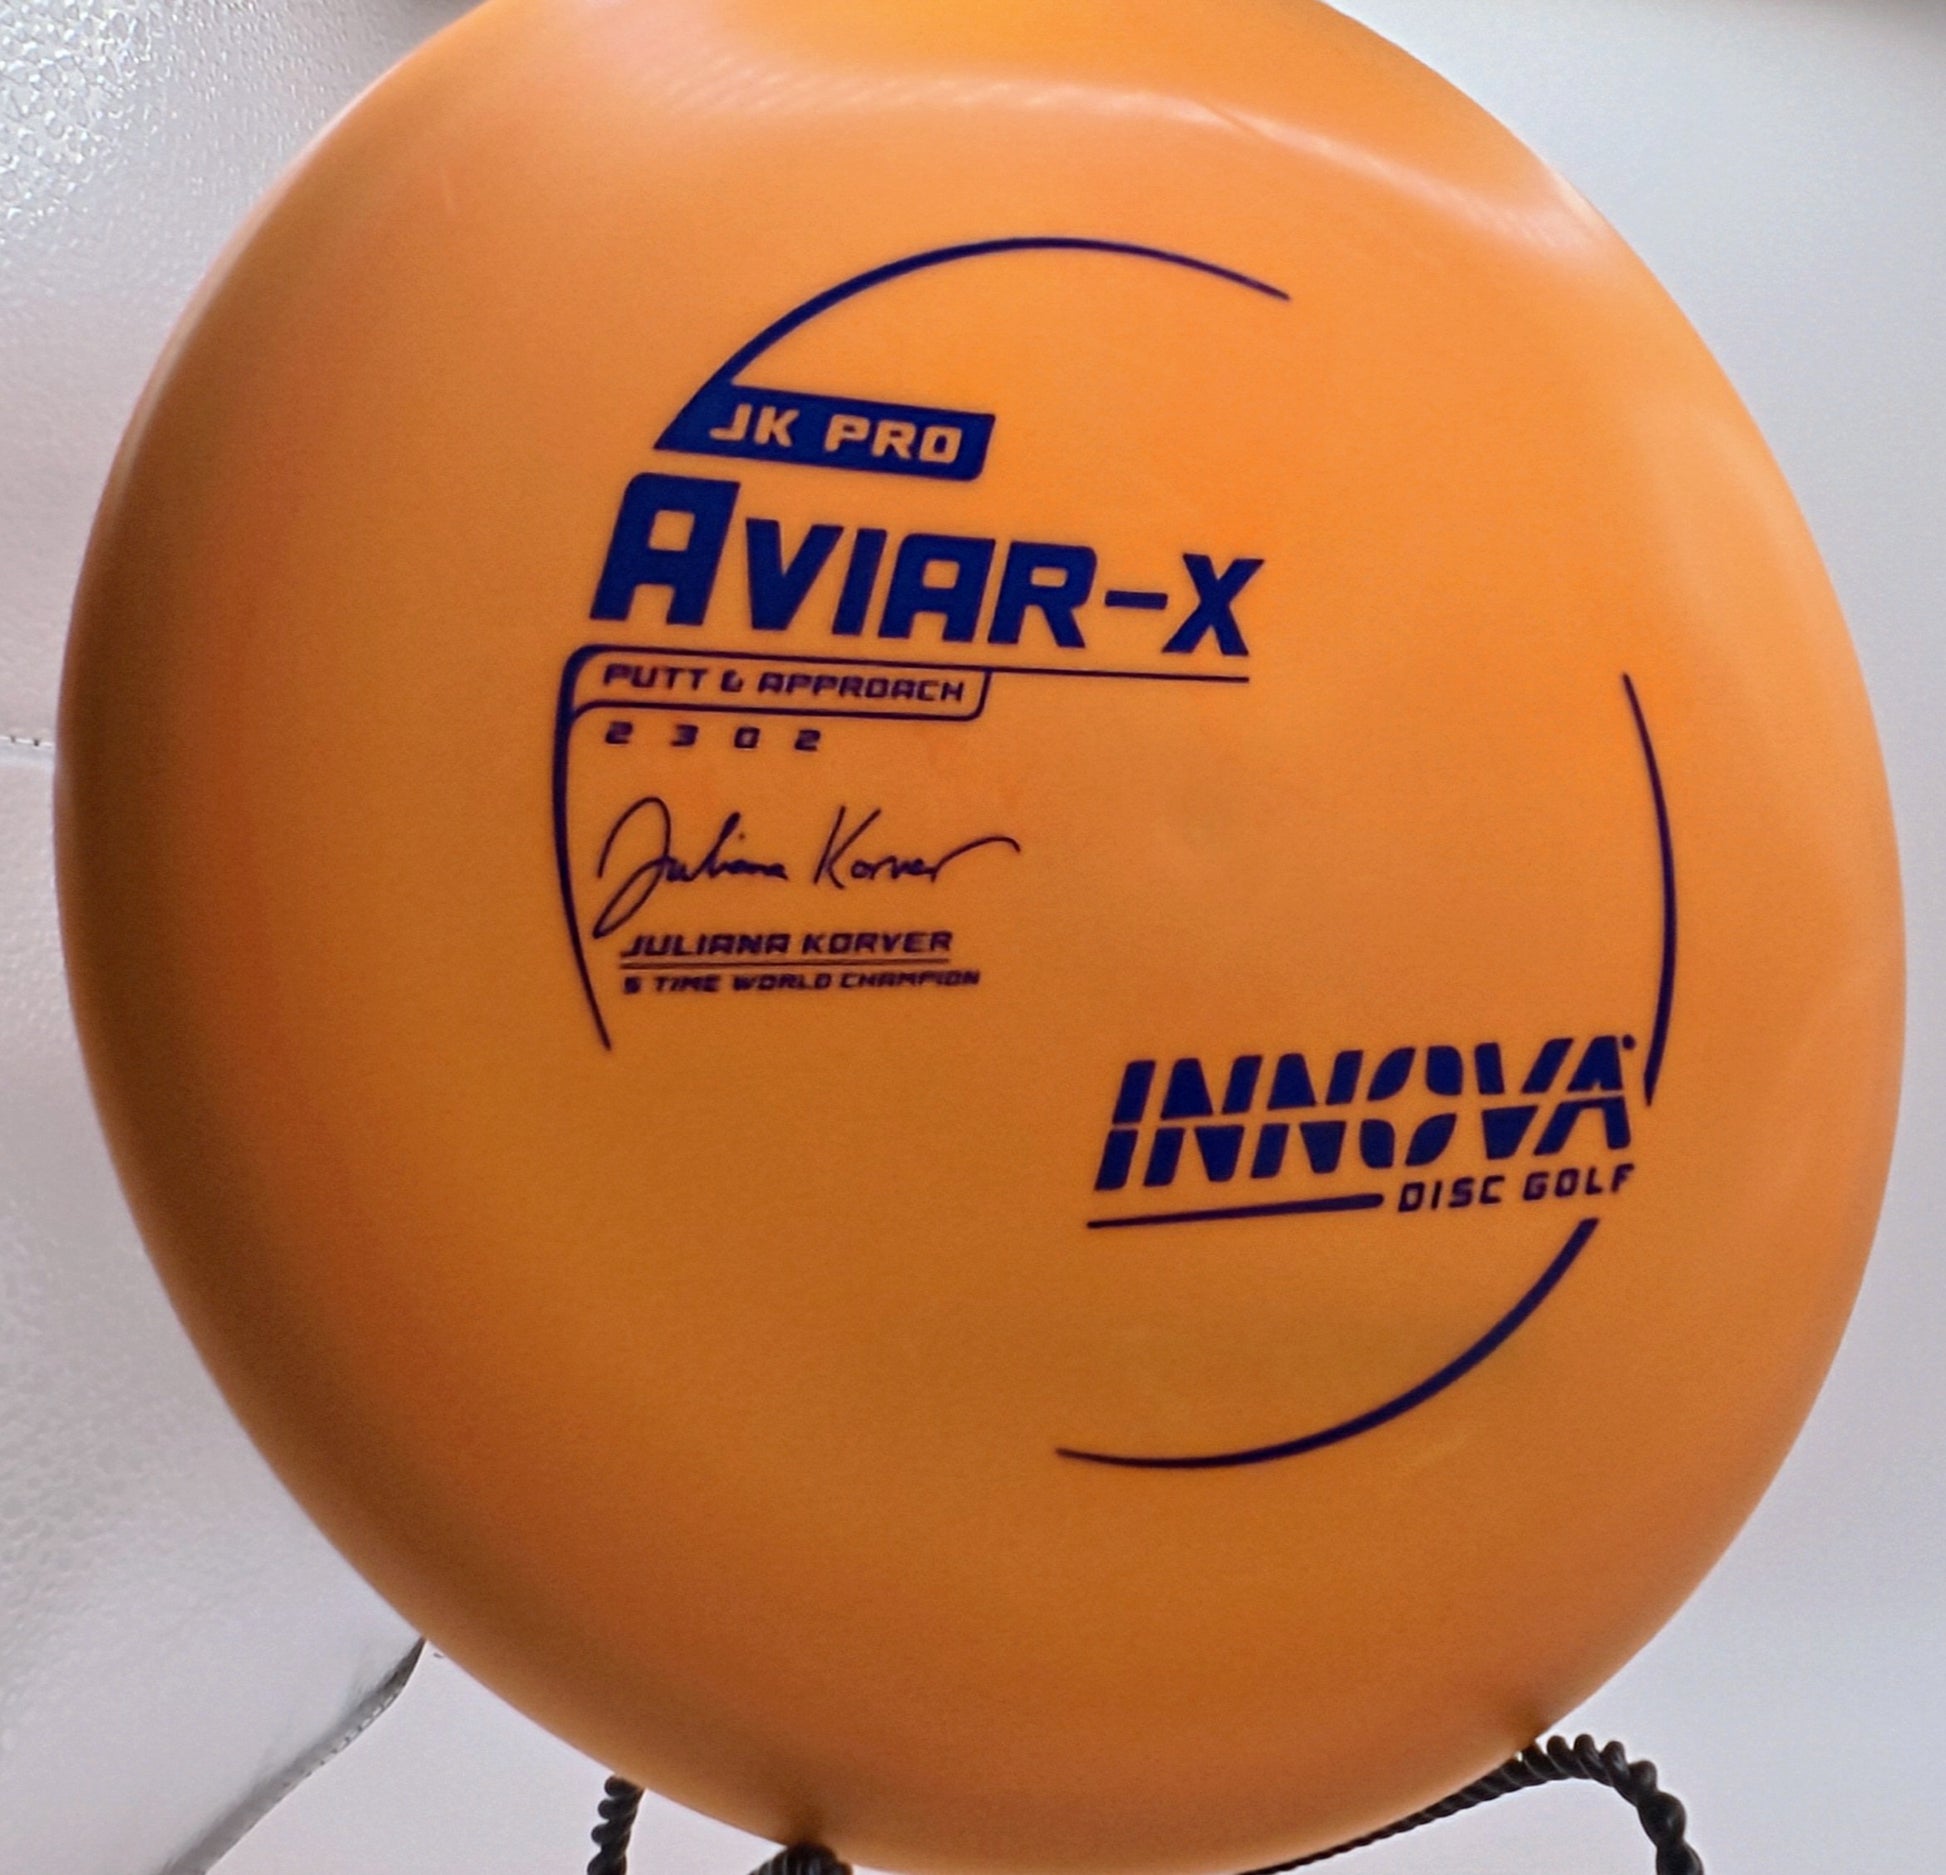 JK PRO
AVIAR-X
PUTT & APPROACH
2 3 0 2
Juliana Korver
JULIANA KORVER
5 TIME WORLD CHAMPION
INNOVA
DISC GOLF